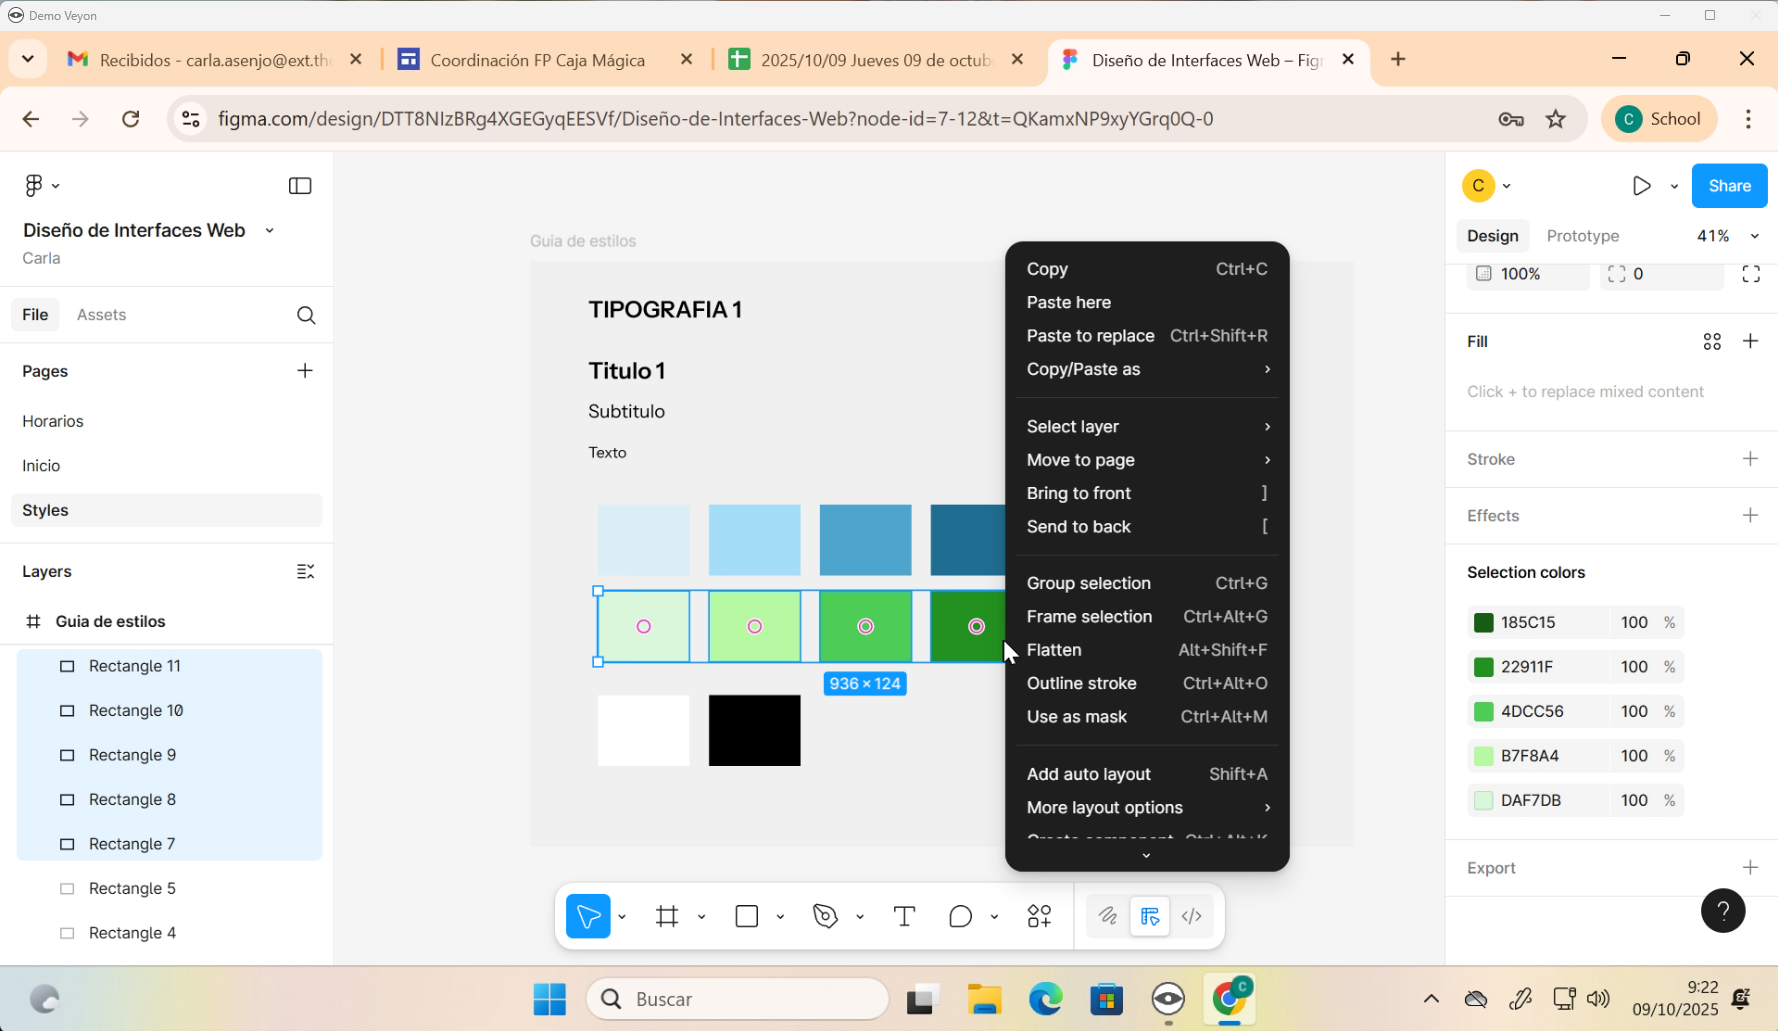 Demo Veyon
Recibidos - carla.asenjo@ext.th
Coordinación FP Caja Mágica
2025/10/09 Jueves 09 de octub
Diseño de Interfaces Web – Fig
figma.com/design/DTT8NIzBRg4XGEGyqEESVf/Diseño-de-Interfaces-Web?node-id=7-12&t=QKamxNP9xyYGrq0Q-0
C School
Diseño de Interfaces Web
Carla
File Assets
Pages
Horarios
Inicio
Styles
Layers
Guia de estilos
Rectangle 11
Rectangle 10
Rectangle 9
Rectangle 8
Rectangle 7
Rectangle 5
Rectangle 4
Guia de estilos
TIPOGRAFIA 1
Titulo 1
Subtitulo
Texto
936 × 124
Copy Ctrl+C
Paste here
Paste to replace Ctrl+Shift+R
Copy/Paste as
Select layer
Move to page
Bring to front ]
Send to back [
Group selection Ctrl+G
Frame selection Ctrl+Alt+G
Flatten Alt+Shift+F
Outline stroke Ctrl+Alt+O
Use as mask Ctrl+Alt+M
Add auto layout Shift+A
More layout options
Create component Ctrl+Alt+K
C
Share
Design Prototype 41%
100% 0
Fill
Click + to replace mixed content
Stroke
Effects
Selection colors
185C15 100 %
22911F 100 %
4DCC56 100 %
B7F8A4 100 %
DAF7DB 100 %
Export
?
Buscar
C
9:22
09/10/2025